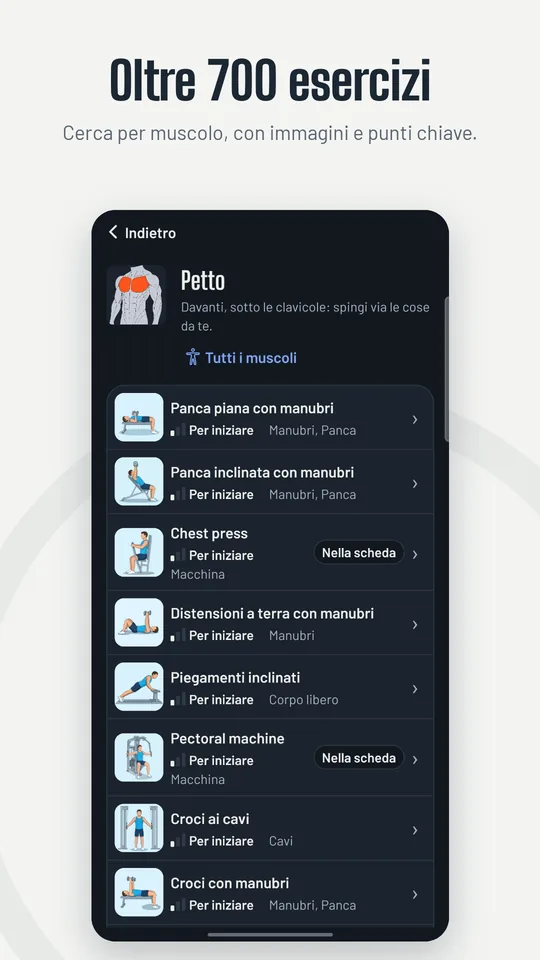 Oltre 700 esercizi
Cerca per muscolo, con immagini e punti chiave.
Indietro
Petto
Davanti, sotto le clavicole: spingi via le cose
da te.
Tutti i muscoli
Panca piana con manubri
Per iniziare Manubri, Panca
Panca inclinata con manubri
Per iniziare Manubri, Panca
Chest press
Per iniziare
Macchina
Nella scheda
Distensioni a terra con manubri
Per iniziare Manubri
Piegamenti inclinati
Per iniziare Corpo libero
Pectoral machine
Per iniziare
Macchina
Nella scheda
Croci ai cavi
Per iniziare Cavi
Croci con manubri
Per iniziare Manubri, Panca